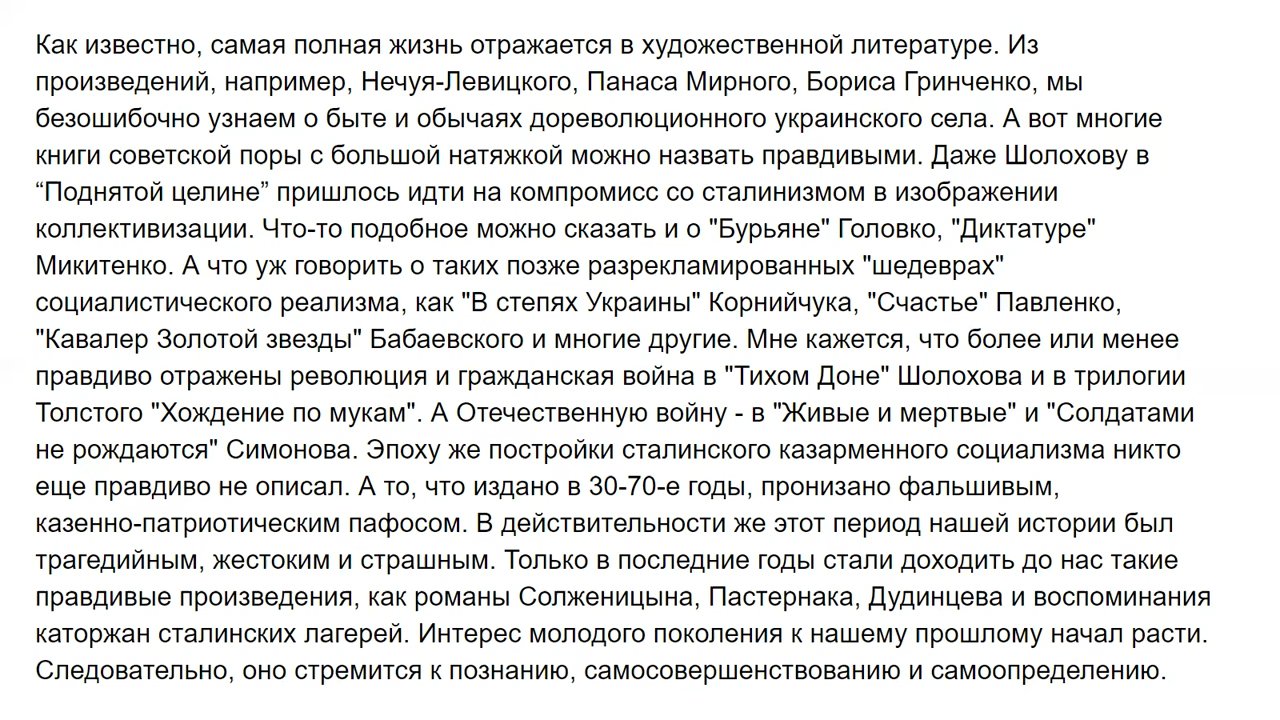 Как известно, самая полная жизнь отражается в художественной литературе. Из
произведений, например, Нечуя-Левицкого, Панаса Мирного, Бориса Гринченко, мы
безошибочно узнаем о быте и обычаях дореволюционного украинского села. А вот многие
книги советской поры с большой натяжкой можно назвать правдивыми. Даже Шолохову в
“Поднятой целине” пришлось идти на компромисс со сталинизмом в изображении
коллективизации. Что-то подобное можно сказать и о "Бурьяне" Головко, "Диктатуре"
Микитенко. А что уж говорить о таких позже разрекламированных "шедеврах"
социалистического реализма, как "В степях Украины" Корнийчука, "Счастье" Павленко,
"Кавалер Золотой звезды" Бабаевского и многие другие. Мне кажется, что более или менее
правдиво отражены революция и гражданская война в "Тихом Доне" Шолохова и в трилогии
Толстого "Хождение по мукам". А Отечественную войну - в "Живые и мертвые" и "Солдатами
не рождаются" Симонова. Эпоху же постройки сталинского казарменного социализма никто
еще правдиво не описал. А то, что издано в 30-70-е годы, пронизано фальшивым,
казенно-патриотическим пафосом. В действительности же этот период нашей истории был
трагедийным, жестоким и страшным. Только в последние годы стали доходить до нас такие
правдивые произведения, как романы Солженицына, Пастернака, Дудинцева и воспоминания
каторжан сталинских лагерей. Интерес молодого поколения к нашему прошлому начал расти.
Следовательно, оно стремится к познанию, самосовершенствованию и самоопределению.